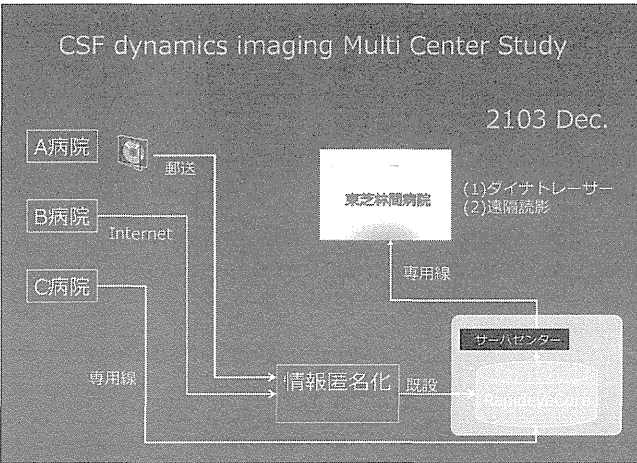 CSF dynamics imaging Multi Center Study
2103 Dec.
A病院
郵送
東芝林間病院
(1)ダイナトレーサー
(2)遠隔読影
B病院
Internet
C病院
専用線
サーバセンター
専用線
情報匿名化
既設
RapideyeCore